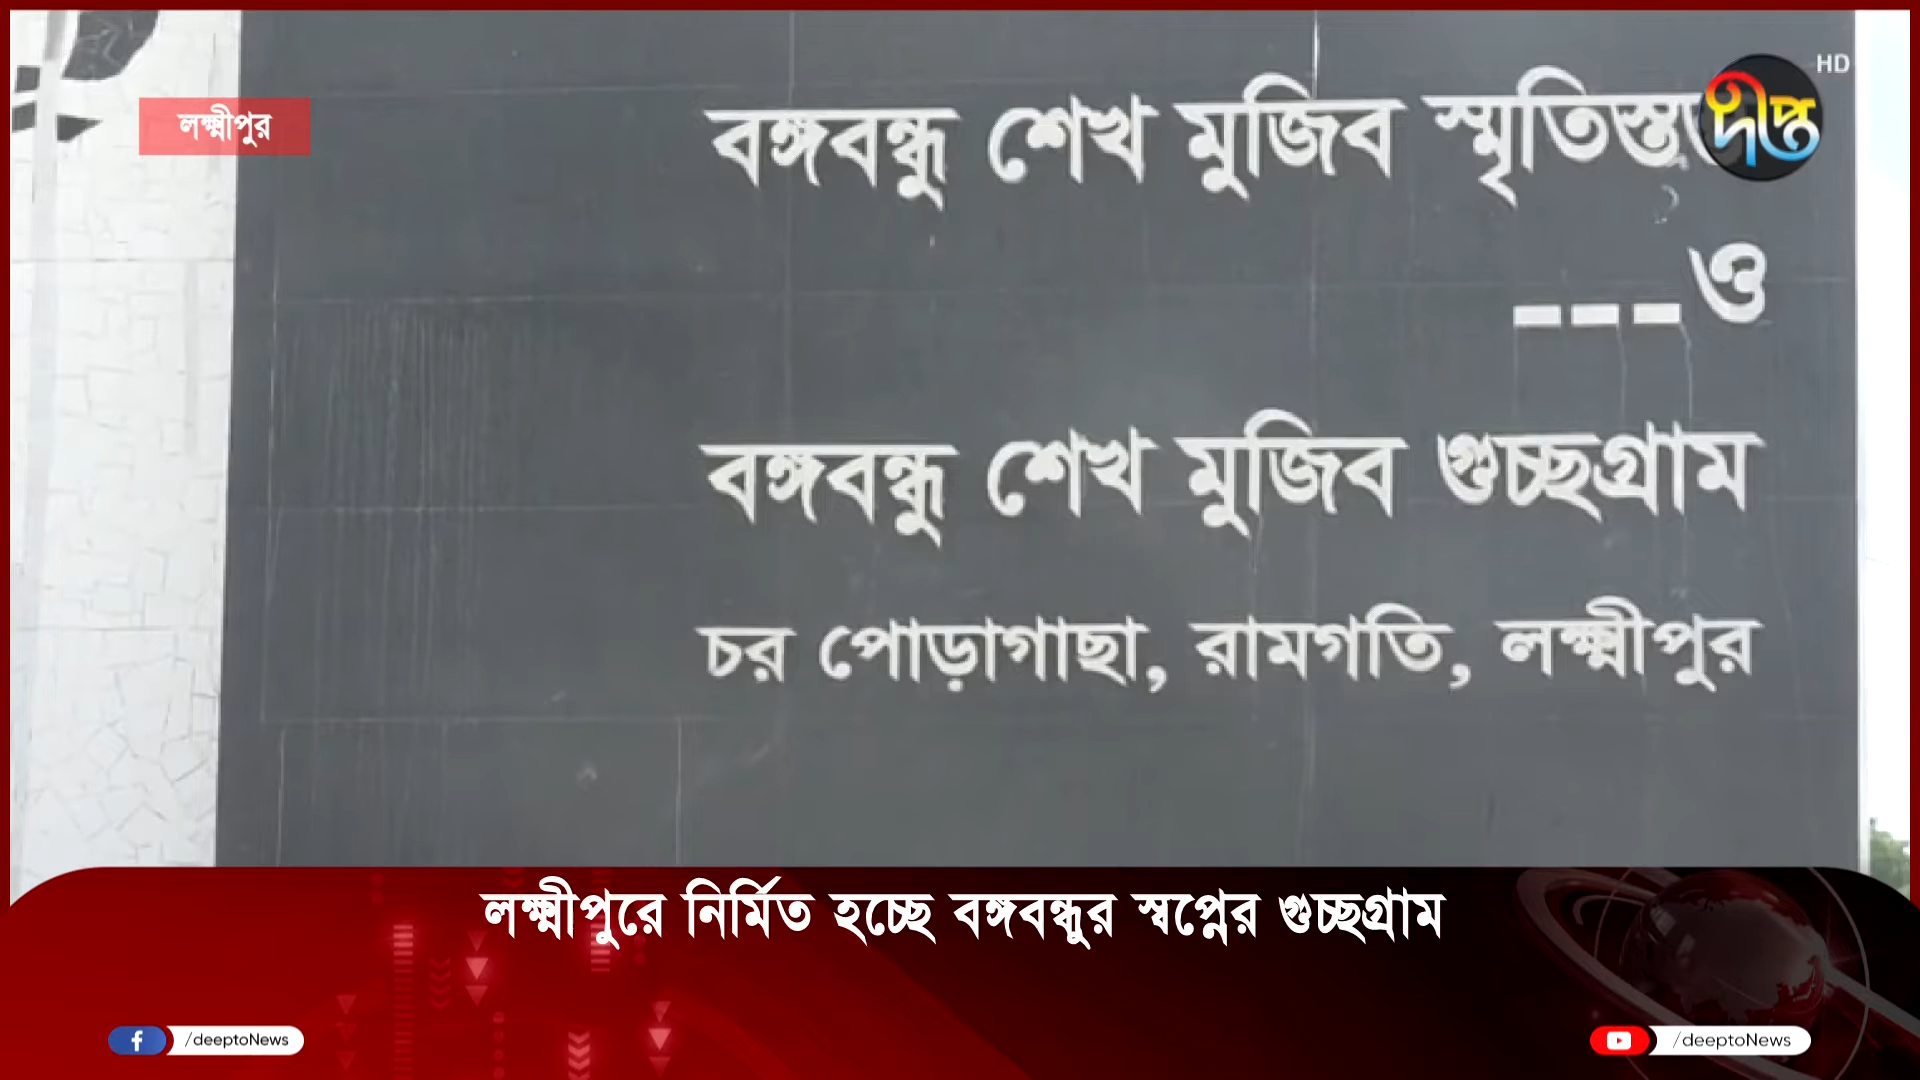 HD
দীপ্ত
লক্ষ্মীপুর
বঙ্গবন্ধু শেখ মুজিব
---ও
বঙ্গবন্ধু শেখ মুজিব গুচ্ছগ্রাম
চর পোড়াগাছা, রামগতি, লক্ষ্মীপুর
লক্ষ্মীপুরে নির্মিত হচ্ছে বঙ্গবন্ধুর স্বপ্নের গুচ্ছগ্রাম
/deeptoNews
/deeptoNews